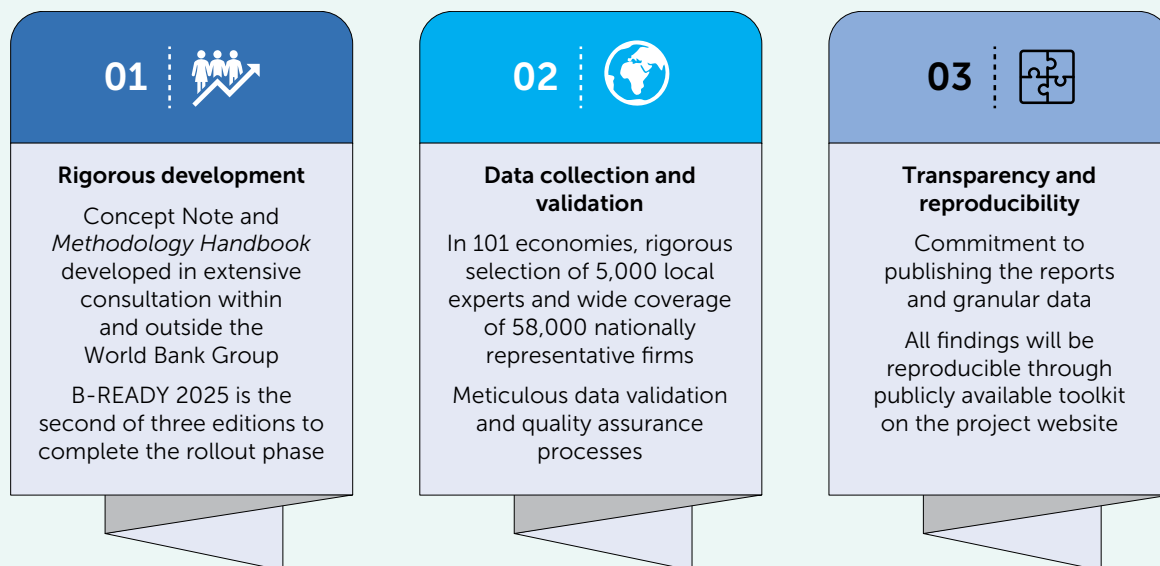 01
Rigorous development
Concept Note and
Methodology Handbook
developed in extensive
consultation within
and outside the
World Bank Group
B-READY 2025 is the
second of three editions to
complete the rollout phase
02
Data collection and
validation
In 101 economies, rigorous
selection of 5,000 local
experts and wide coverage
of 58,000 nationally
representative firms
Meticulous data validation
and quality assurance
processes
03
Transparency and
reproducibility
Commitment to
publishing the reports
and granular data
All findings will be
reproducible through
publicly available toolkit
on the project website